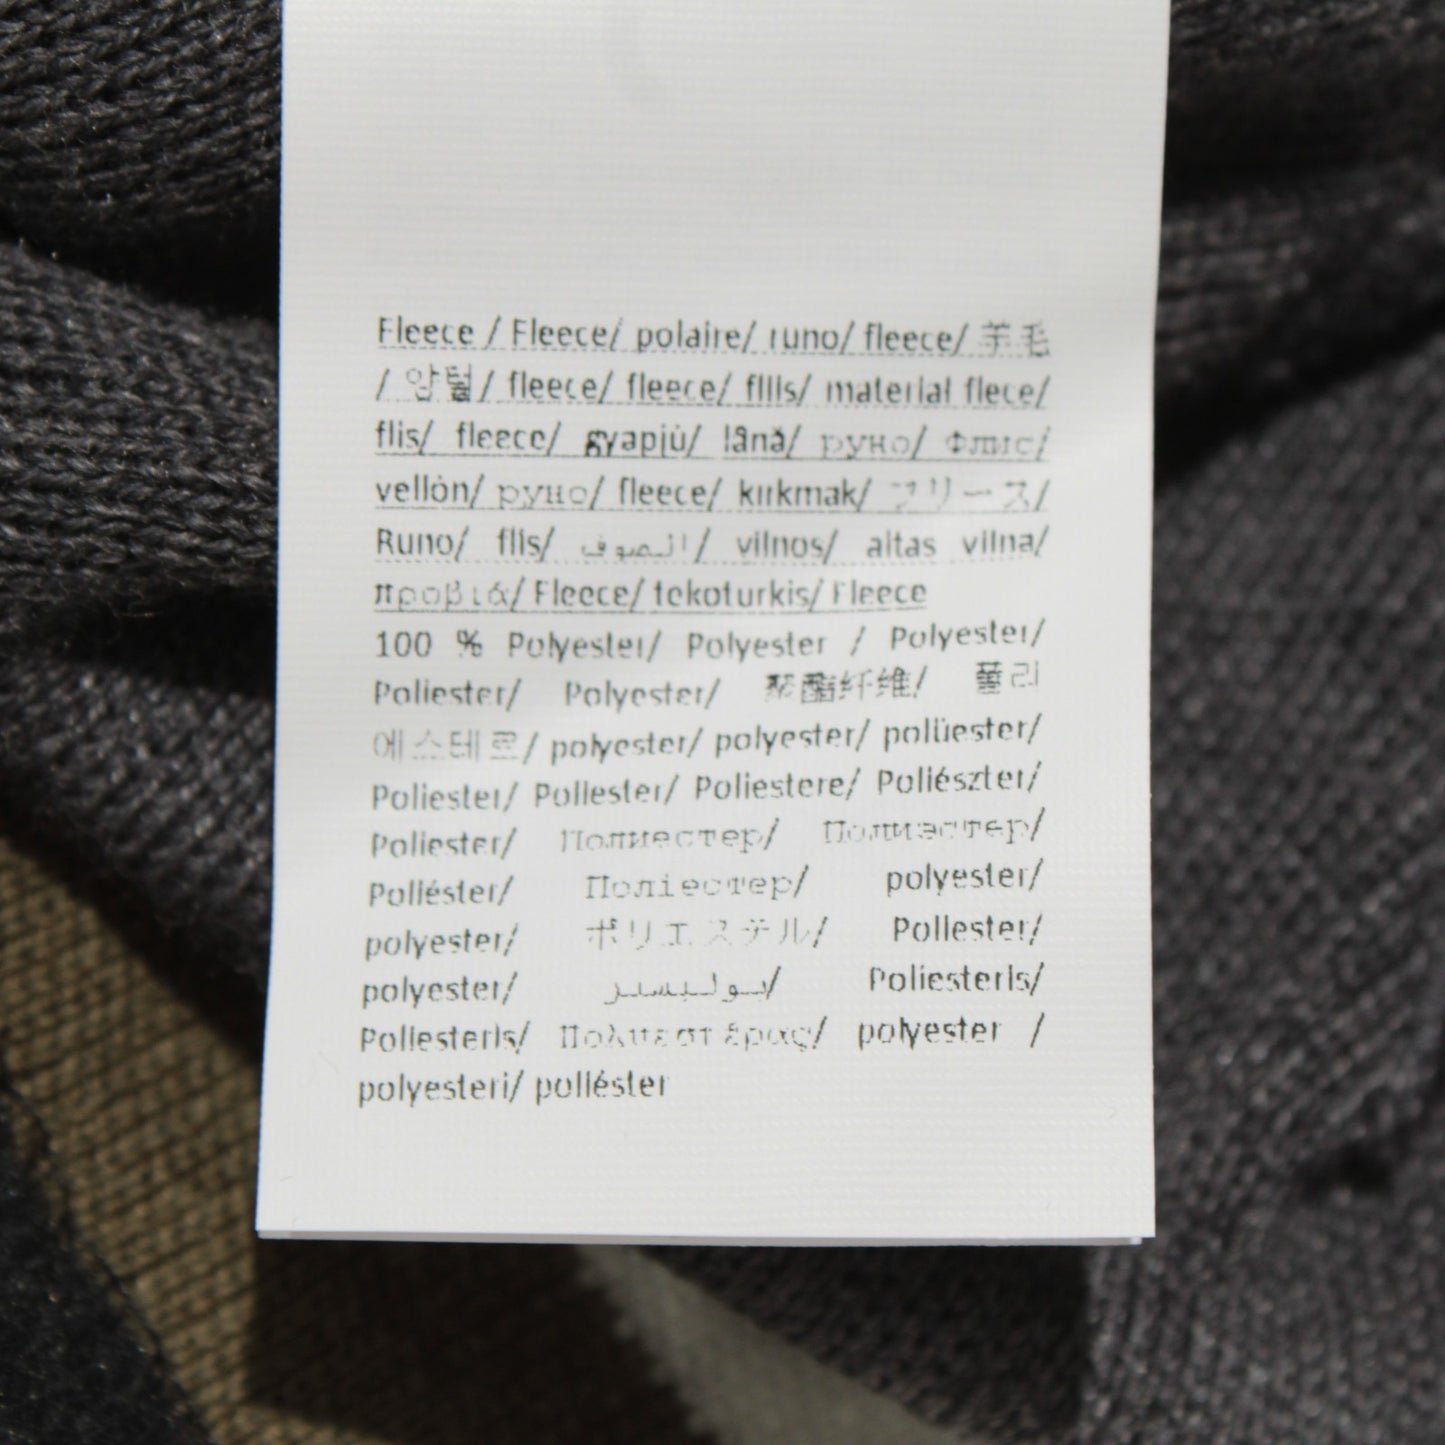 Fleece / Fleece/ polaire/ runo/ fleece/ 羊毛
/ 양털/ fleece/ fleece/ fliis/ material flece/
flis/ fleece/ gyapjú/ lână/ руно/ Флис/
vellón/ руно/ fleece/ kırkmak/ フリース/
Runo/ flis/ الصوف/ vilnos/ aitas vilna/
προβιά/ Fleece/ tekoturkis/ Fleece
100 % Polyester/ Polyester / Polyester/
Poliester/ Polyester/ 聚酯纤维/ 폴리
에스테르/ polyester/ polyester/ polüester/
Poliester/ Poliester/ Poliestere/ Poliészter/
Poliester/ Полиестер/ Полиэстер/
Poliéster/ Поліестер/ polyester/
polyester/ ポリエステル/ Poliester/
polyester/ بوليستر/ Poliesteris/
Poliesteris/ Πολυεστέρας/ polyester /
polyesteri/ poliéster